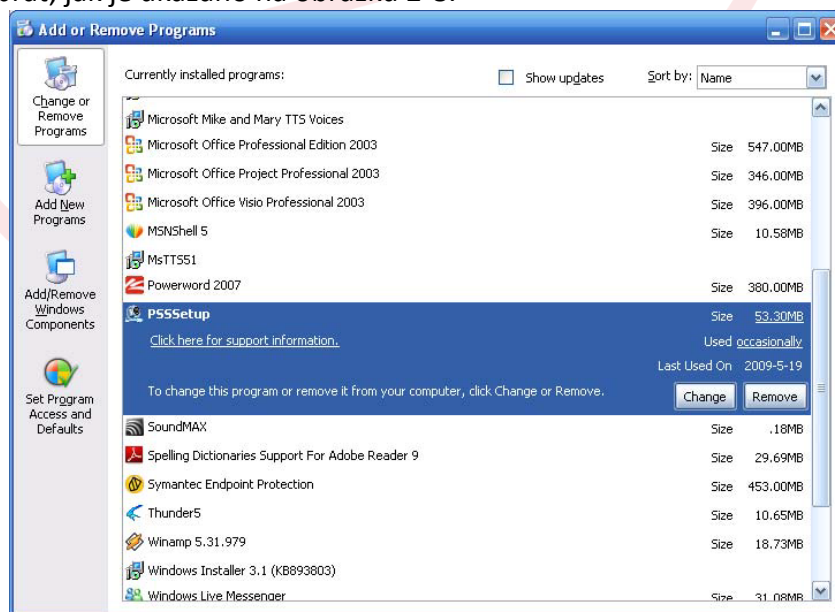 jak je ukázáno na obrázku 2-8.
Add or Remove Programs
Change or
Remove
Programs
Add New
Programs
Add/Remove
Windows
Components
Set Program
Access and
Defaults
Currently installed programs:
Show updates
Sort by: Name
Microsoft Mike and Mary TTS Voices
Microsoft Office Professional Edition 2003 Size 547.00MB
Microsoft Office Project Professional 2003 Size 346.00MB
Microsoft Office Visio Professional 2003 Size 396.00MB
MSNShell 5 Size 10.58MB
MsTTS51
Powerword 2007 Size 380.00MB
PSSSetup Size 53.30MB
Click here for support information. Used occasionally
Last Used On 2009-5-19
To change this program or remove it from your computer, click Change or Remove. Change Remove
SoundMAX Size .18MB
Spelling Dictionaries Support For Adobe Reader 9 Size 29.69MB
Symantec Endpoint Protection Size 453.00MB
Thunder5 Size 10.65MB
Winamp 5.31.979 Size 18.73MB
Windows Installer 3.1 (KB893803)
Windows Live Messenger Size 31.08MB